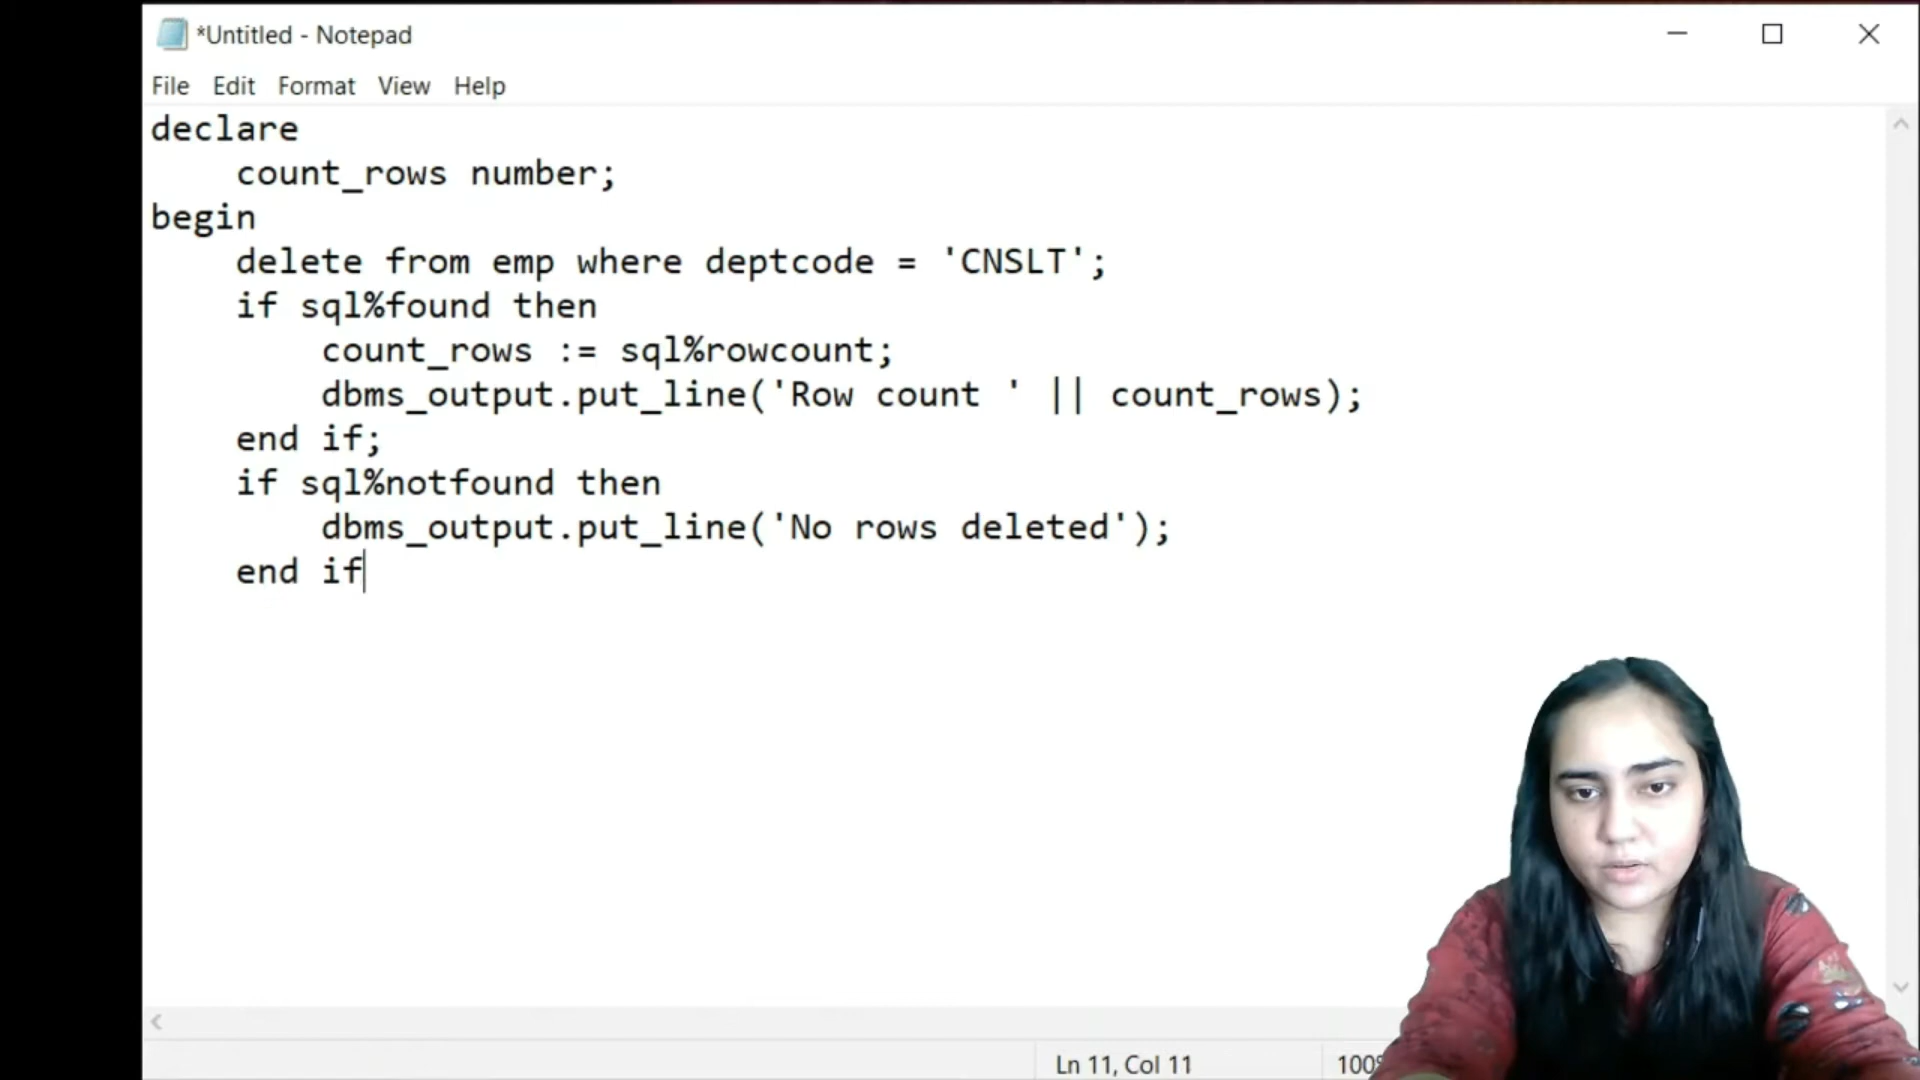 *Untitled - Notepad
File Edit Format View Help
declare
    count_rows number;
begin
    delete from emp where deptcode = 'CNSLT';
    if sql%found then
        count_rows := sql%rowcount;
        dbms_output.put_line('Row count ' || count_rows);
    end if;
    if sql%notfound then
        dbms_output.put_line('No rows deleted');
    end if
Ln 11, Col 11
100%